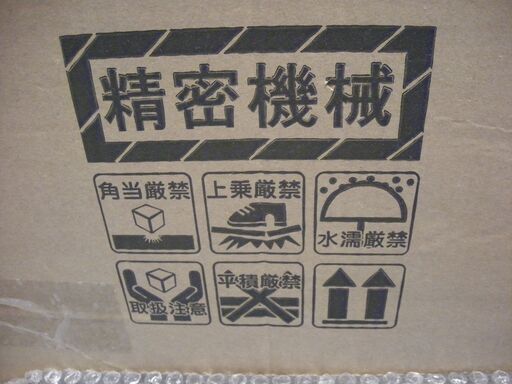 精密機械
角当厳禁
上乗厳禁
水濡厳禁
取扱注意
平積厳禁